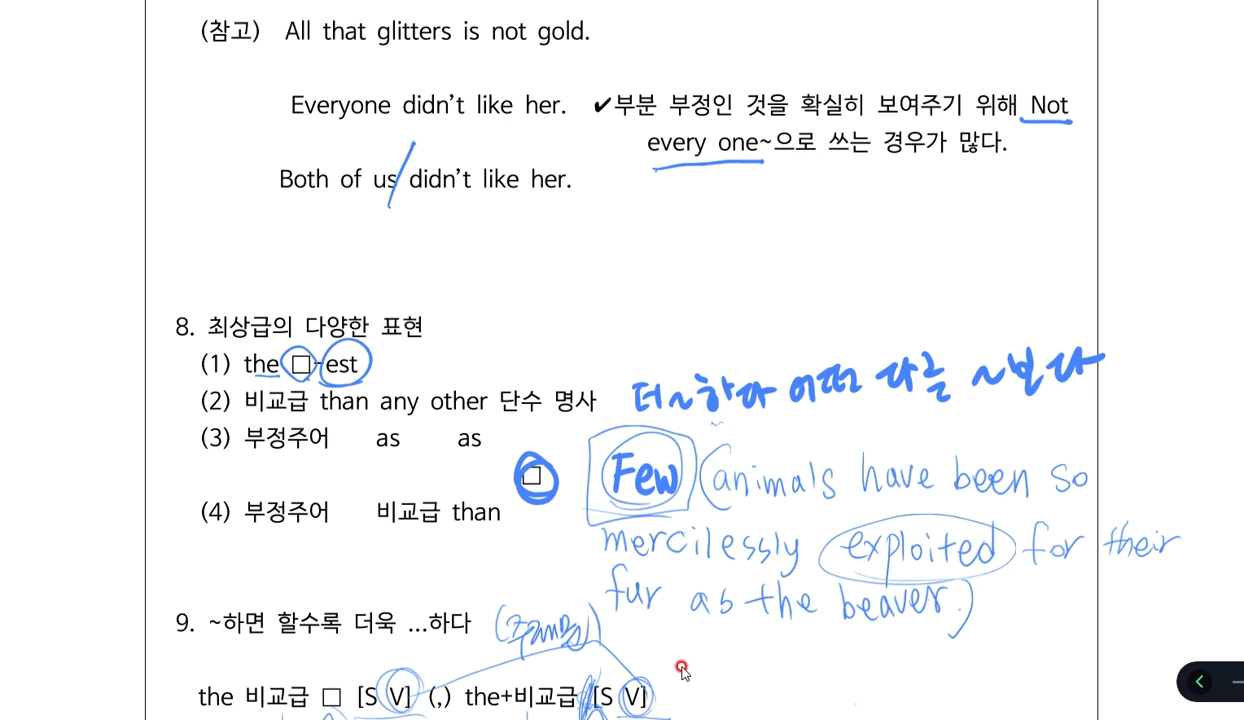 (참고) All that glitters is not gold.
Everyone didn't like her. ✔부분 부정인 것을 확실히 보여주기 위해 Not
every one~으로 쓰는 경우가 많다.
Both of us didn't like her.
8. 최상급의 다양한 표현
(1) the □-est
(2) 비교급 than any other 단수 명사 더~하다 어떤 다른 ~보다
(3) 부정주어 as as
□ Few (animals have been so
(4) 부정주어 비교급 than
mercilessly exploited for their
fur as the beaver.)
9. ~하면 할수록 더욱 …하다
the 비교급 □ [S V] (,) the+비교급 [S V]